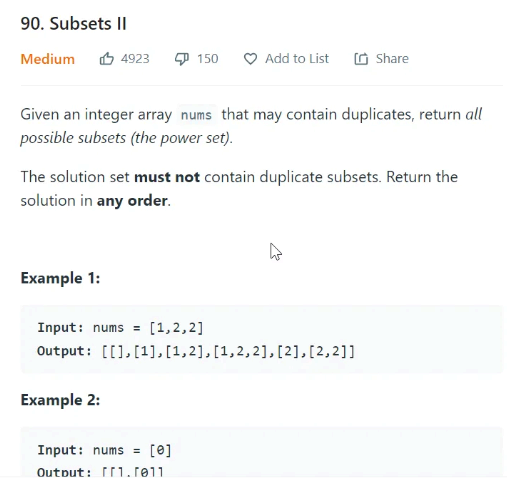 90. Subsets II
Medium 4923 150 Add to List Share
Given an integer array nums that may contain duplicates, return all
possible subsets (the power set).
The solution set must not contain duplicate subsets. Return the
solution in any order.
Example 1:
Input: nums = [1,2,2]
Output: [[],[1],[1,2],[1,2,2],[2],[2,2]]
Example 2:
Input: nums = [0]
Output: [[],[0]]